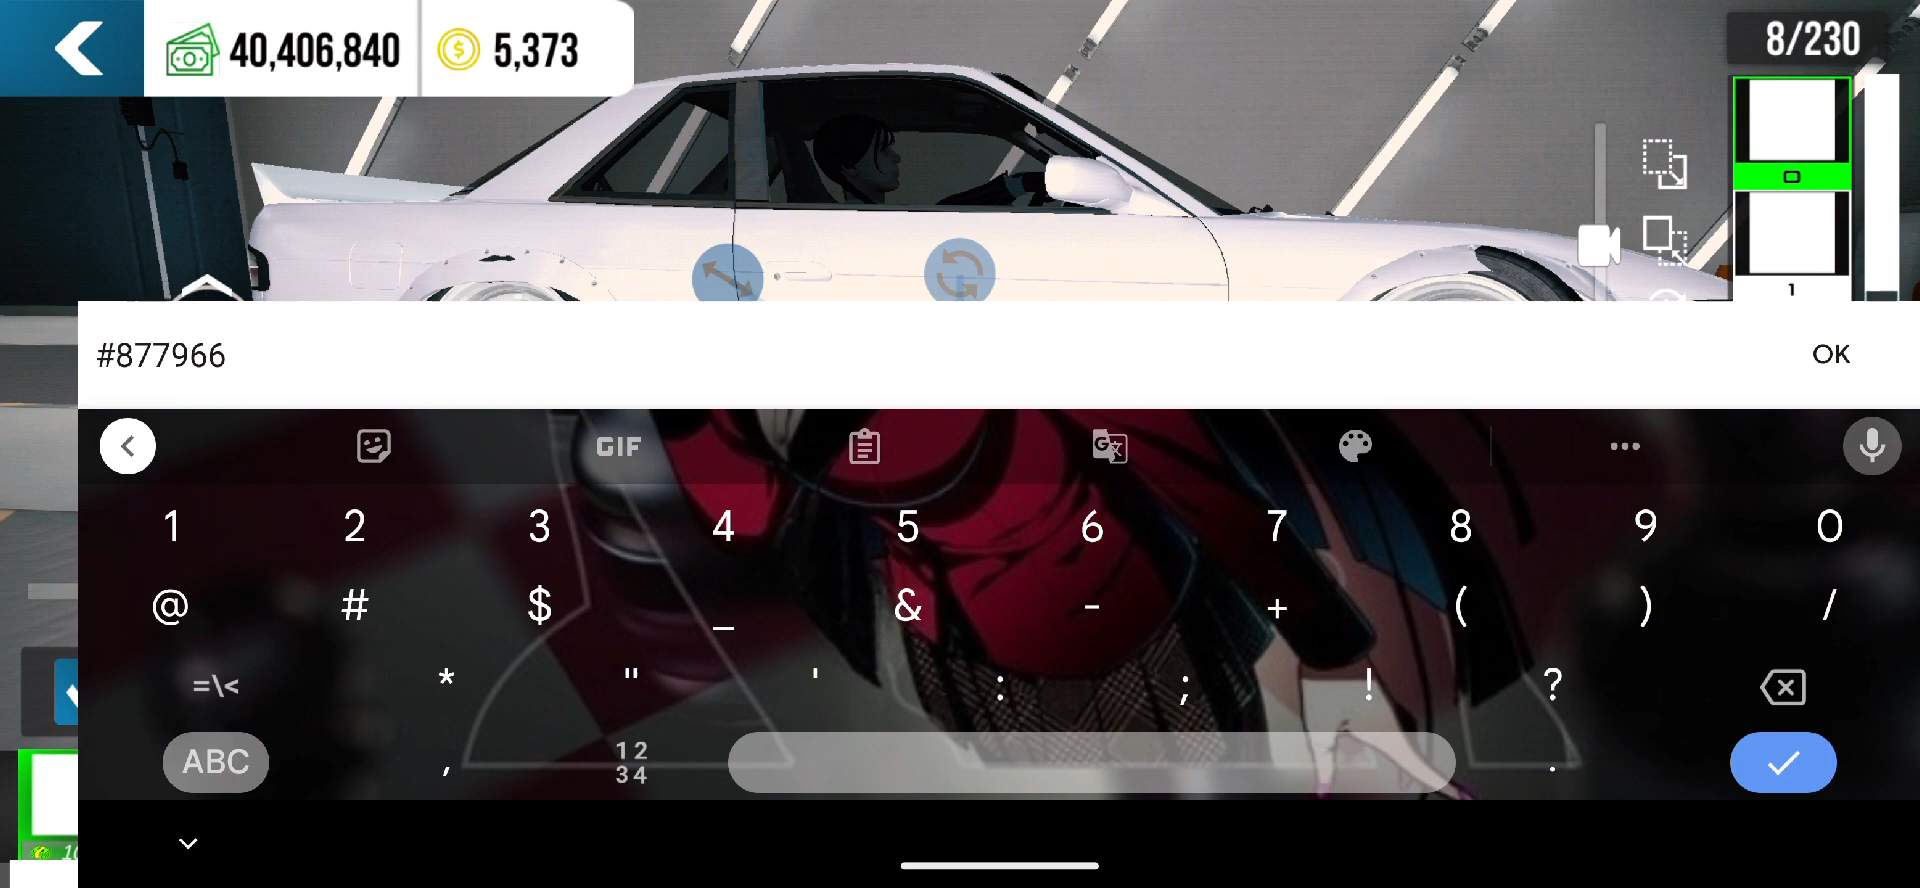 40,406,840
5,373
8/230
1
#877966
OK
GIF
1 2 3 4 5 6 7 8 9 0
@ # $ _ & - + ( ) /
=\< * " ' : ; ! ?
ABC , 12 34 .